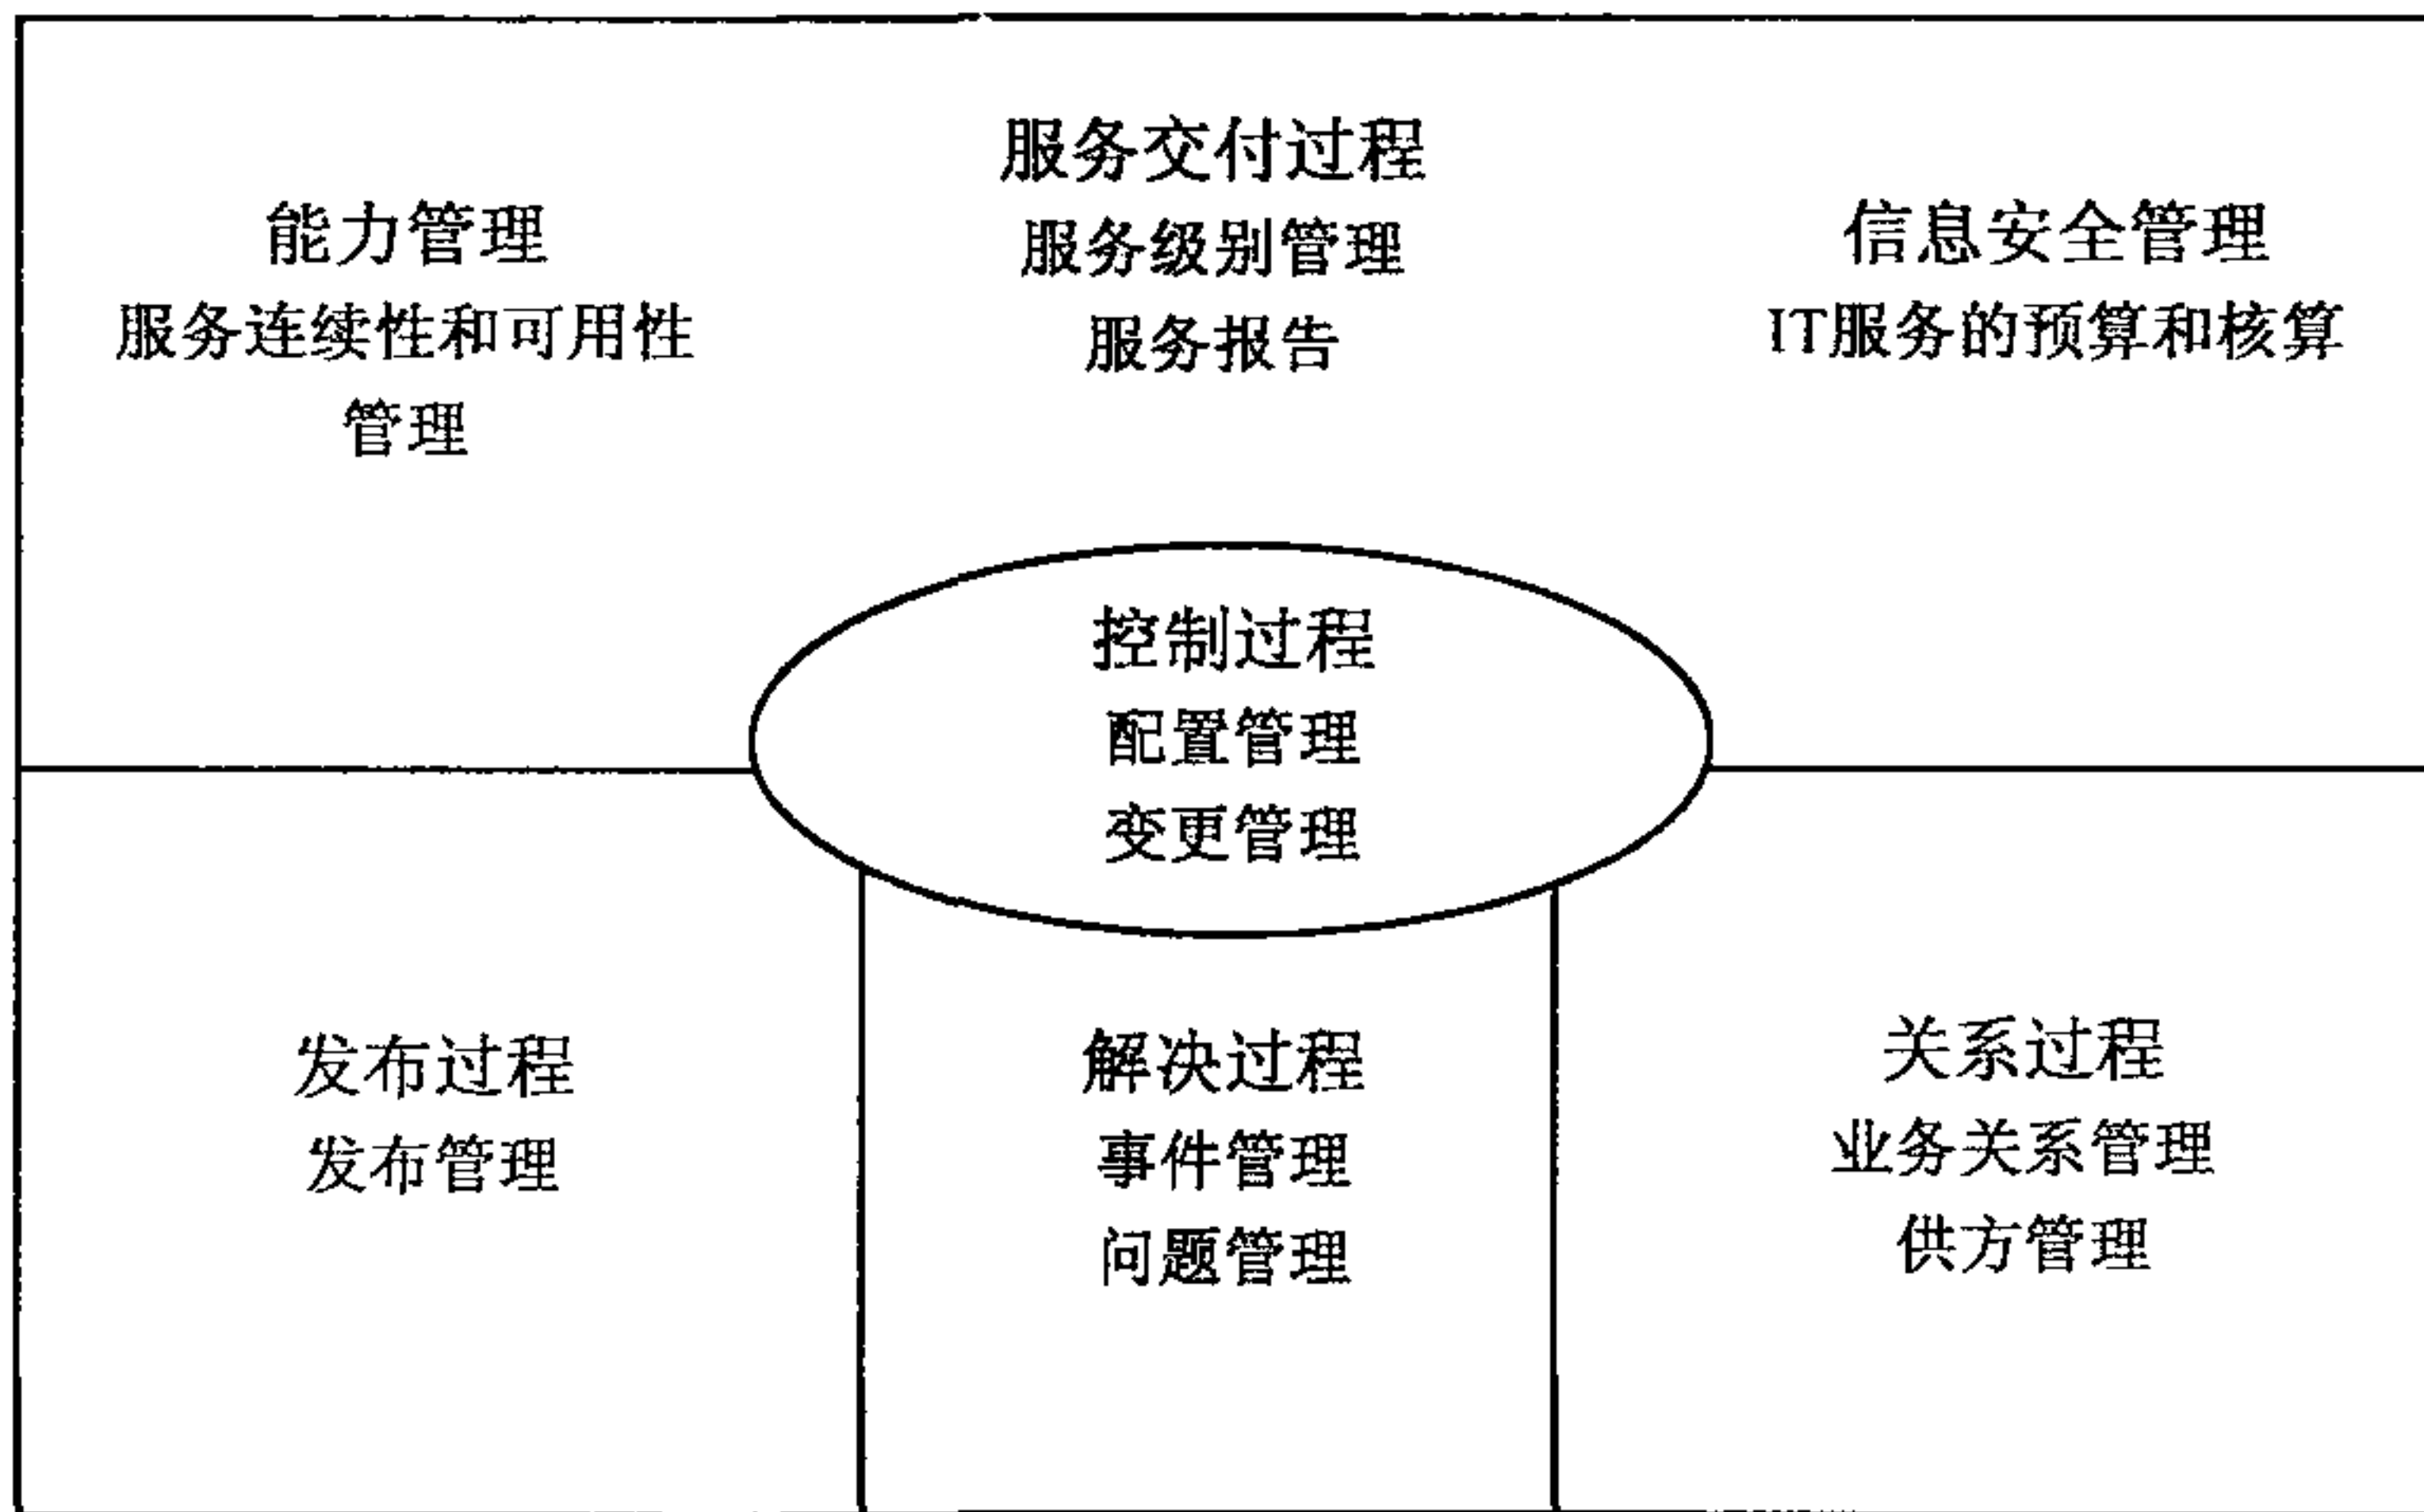 服务交付过程
能力管理
服务连续性和可用性
管理
服务级别管理
服务报告
信息安全管理
IT服务的预算和核算
控制过程
配置管理
变更管理
发布过程
发布管理
解决过程
事件管理
问题管理
关系过程
业务关系管理
供方管理